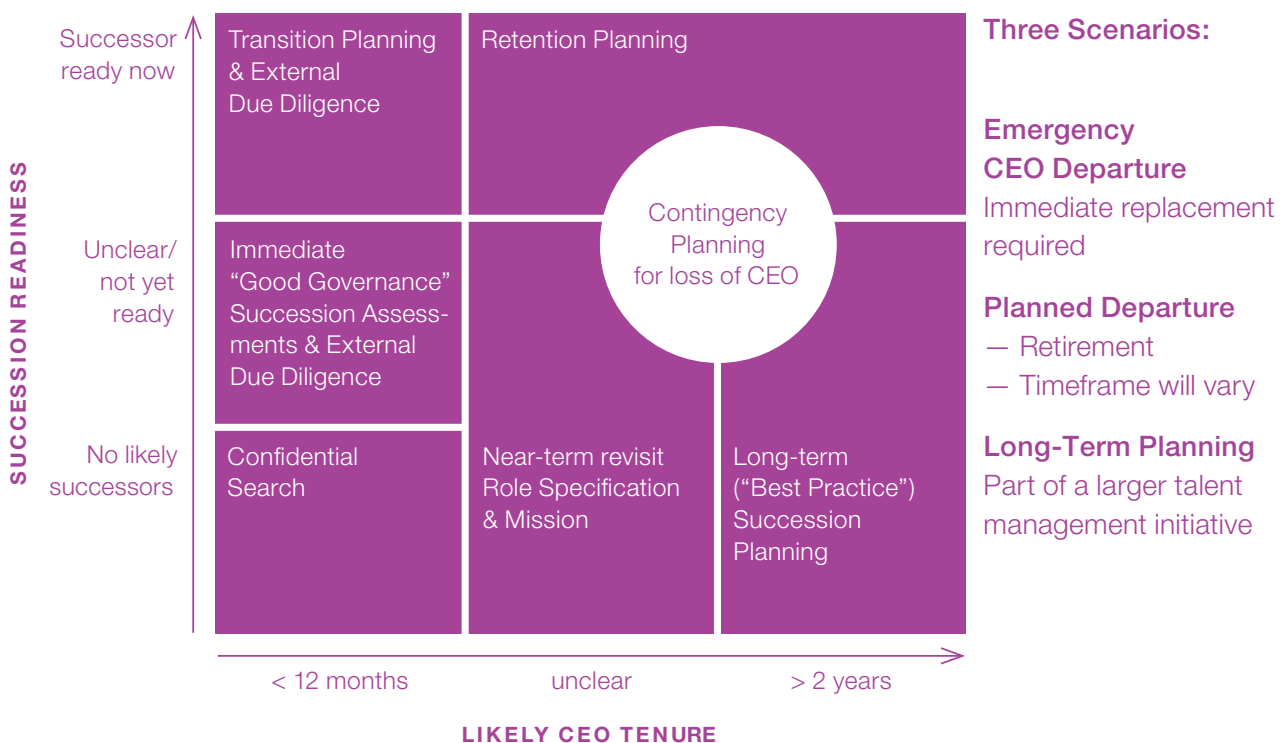 SUCCESSION READINESS
Successor
ready now
Unclear/
not yet
ready
No likely
successors
Transition Planning
& External
Due Diligence
Retention Planning
Immediate
“Good Governance”
Succession Assess-
ments & External
Due Diligence
Contingency
Planning
for loss of CEO
Confidential
Search
Near-term revisit
Role Specification
& Mission
Long-term
(“Best Practice”)
Succession
Planning
< 12 months
unclear
> 2 years
LIKELY CEO TENURE
Three Scenarios:
Emergency
CEO Departure
Immediate replacement
required
Planned Departure
— Retirement
— Timeframe will vary
Long-Term Planning
Part of a larger talent
management initiative